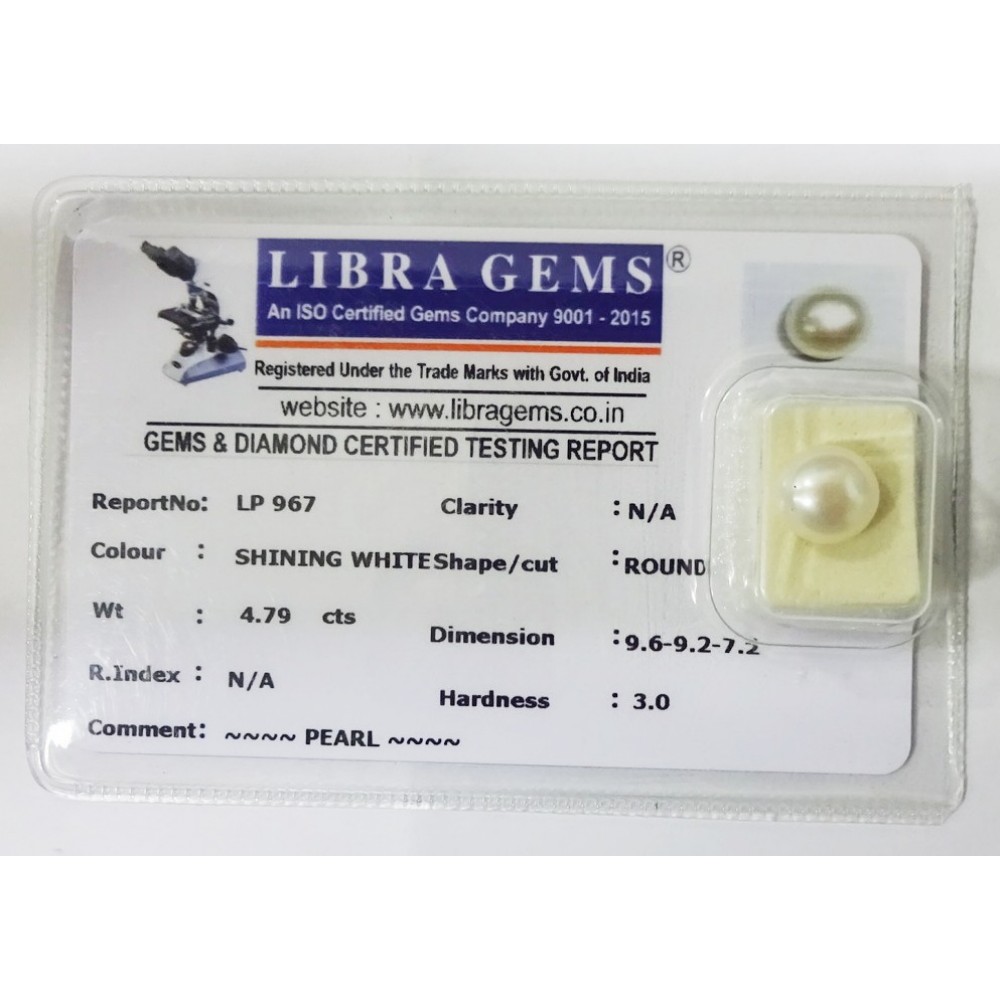 LIBRA GEMS ®
An ISO Certified Gems Company 9001 - 2015
Registered Under the Trade Marks with Govt. of India
website : www.libragems.co.in
GEMS & DIAMOND CERTIFIED TESTING REPORT
ReportNo: LP 967 Clarity : N/A
Colour : SHINING WHITE Shape/cut : ROUND
Wt : 4.79 cts Dimension : 9.6-9.2-7.2
R.Index : N/A Hardness : 3.0
Comment: ~~~~ PEARL ~~~~